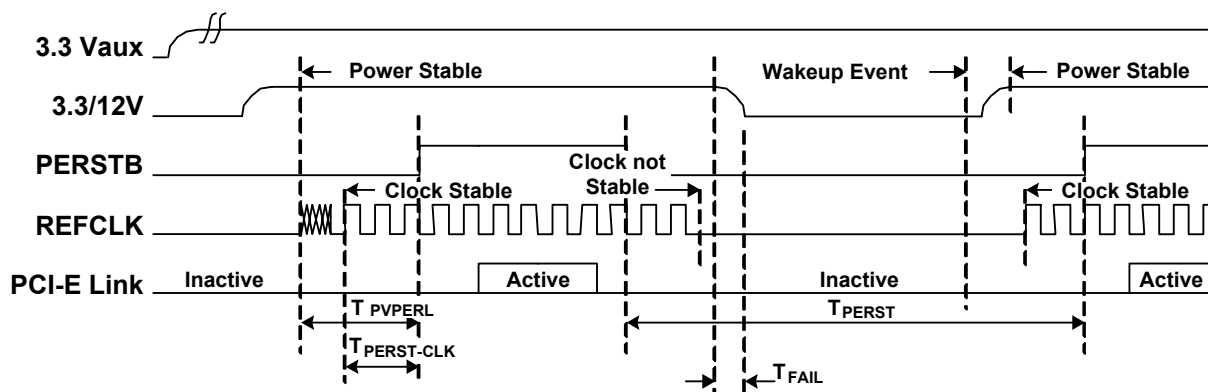 3.3 Vaux
Power Stable
Wakeup Event
Power Stable
3.3/12V
PERSTB
Clock not
Stable
Clock Stable
Clock Stable
REFCLK
PCI-E Link
Inactive
Active
Inactive
Active
T PVPERL
TPERST
TPERST-CLK
TFAIL